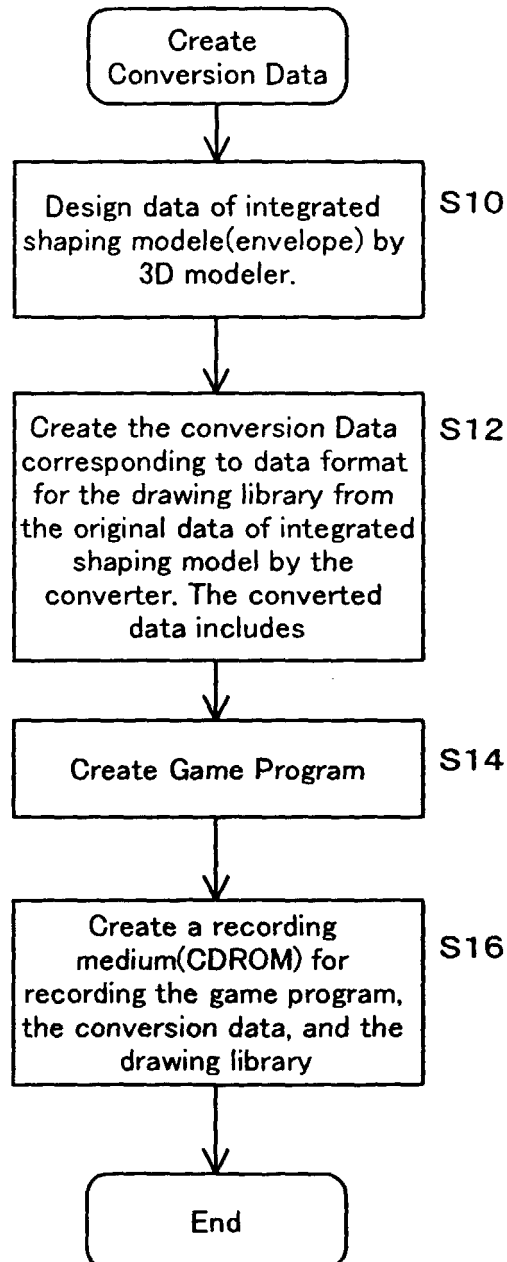 Create
Conversion Data
Design data of integrated
shaping modele(envelope) by
3D modeler.
S10
Create the conversion Data
corresponding to data format
for the drawing library from
the original data of integrated
shaping model by the
converter. The converted
data includes
S12
Create Game Program
S14
Create a recording
medium(CDROM) for
recording the game program,
the conversion data, and the
drawing library
S16
End